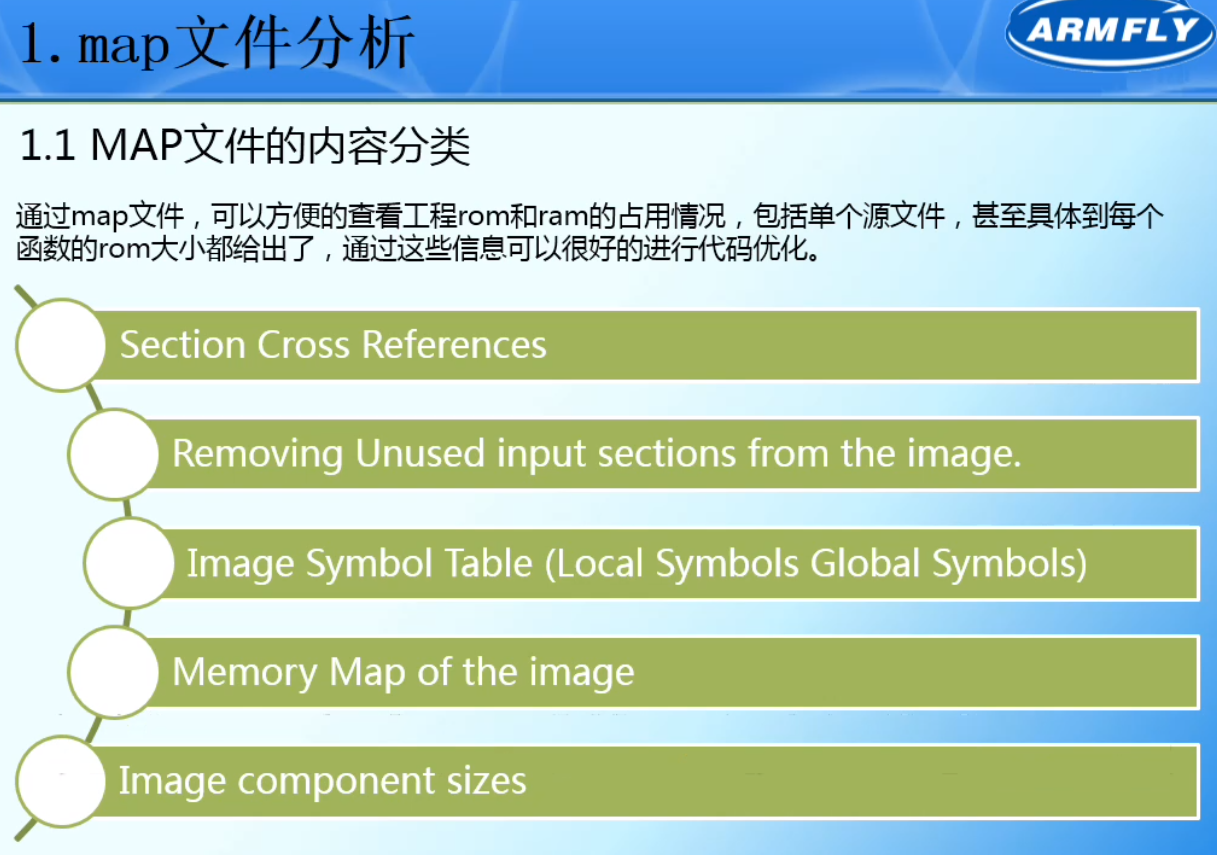 1.map文件分析
ARMFLY
1.1 MAP文件的内容分类
通过map文件，可以方便的查看工程rom和ram的占用情况，包括单个源文件，甚至具体到每个
函数的rom大小都给出了，通过这些信息可以很好的进行代码优化。
Section Cross References
Removing Unused input sections from the image.
Image Symbol Table (Local Symbols Global Symbols)
Memory Map of the image
Image component sizes